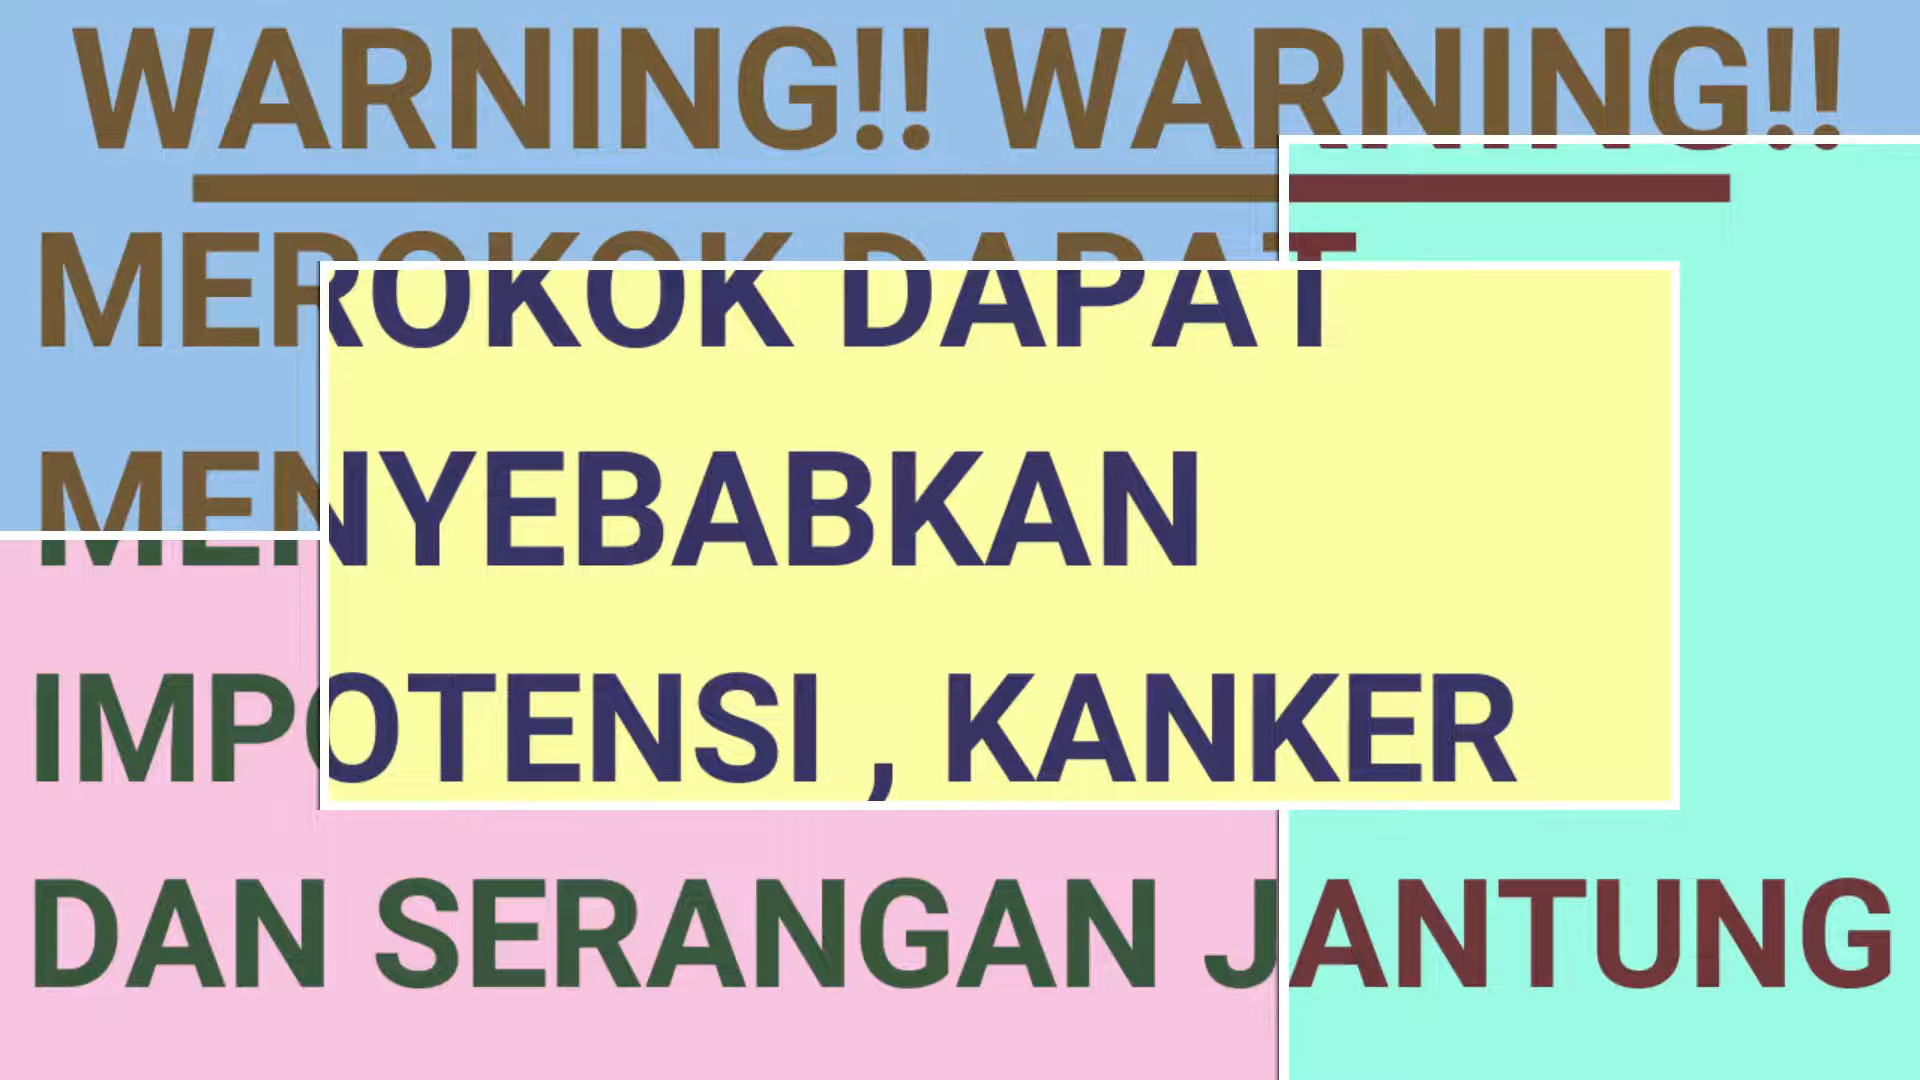 WARNING!! WARNING!!
MEROKOK DAPAT
MENYEBABKAN
IMPOTENSI , KANKER
DAN SERANGAN JANTUNG